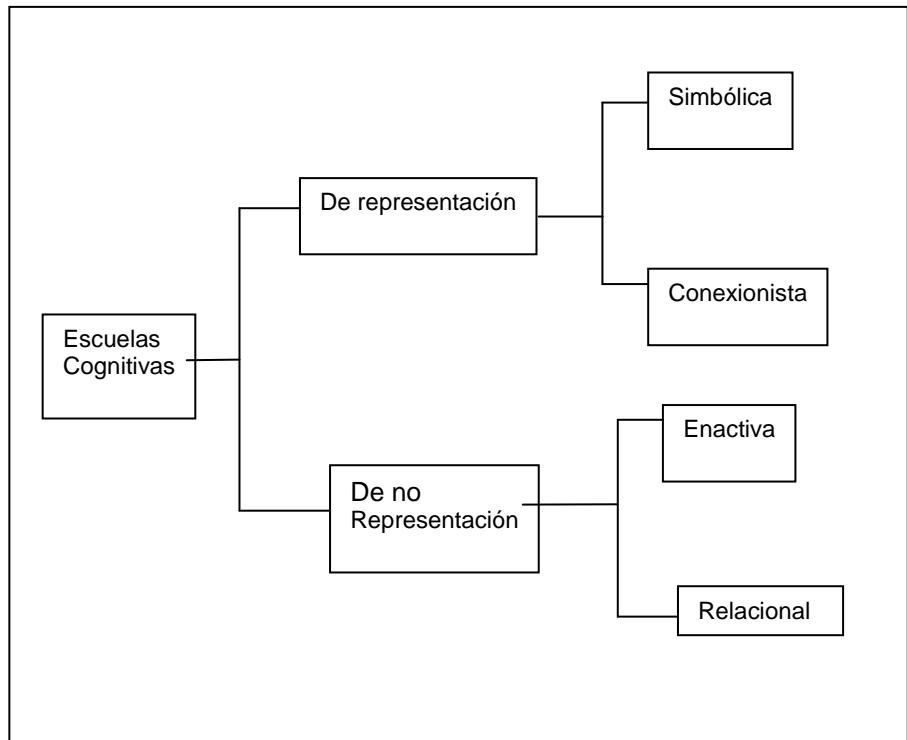 Simbólica
De representación
Conexionista
Escuelas
Cognitivas
Enactiva
De no
Representación
Relacional